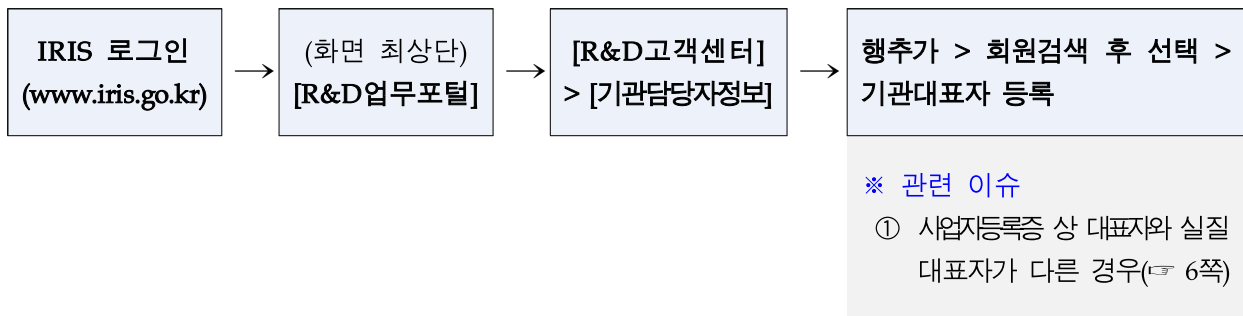 IRIS 로그인
(www.iris.go.kr)
→
(화면 최상단)
[R&D업무포털]
→
[R&D고객센터]
> [기관담당자정보]
→
행추가 > 회원검색 후 선택 >
기관대표자 등록
※ 관련 이슈
① 사업자등록증 상 대표자와 실질
대표자가 다른 경우(☞ 6쪽)